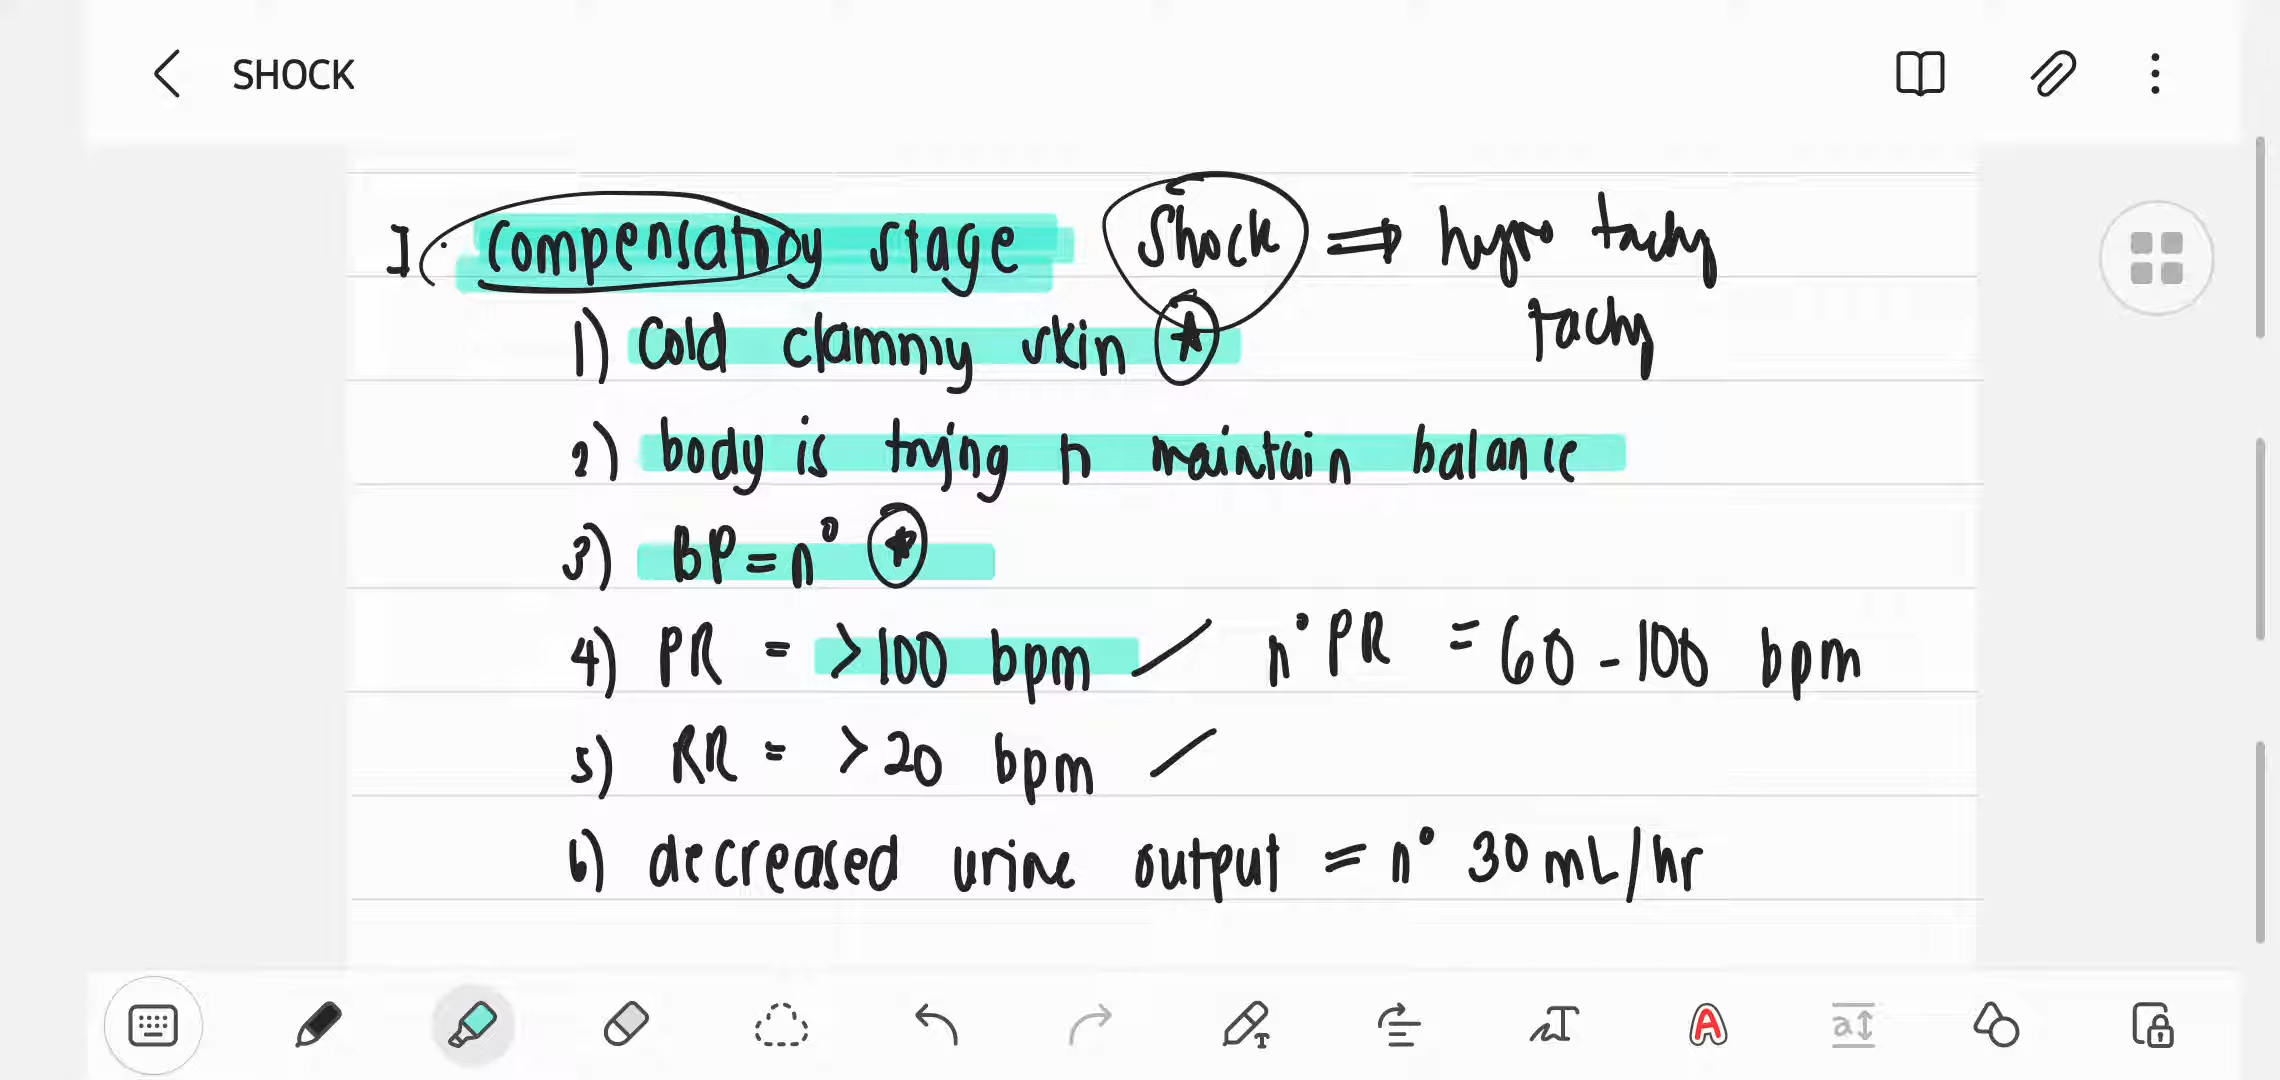 SHOCK
I. Compensatory stage Shock ⇒ hypo tachy
tachy
1) Cold clammy skin ★
2) body is trying to maintain balance
3) BP = n° ★
4) PR = >100 bpm / n° PR = 60 - 100 bpm
5) RR = >20 bpm /
6) decreased urine output = n° 30 mL/hr